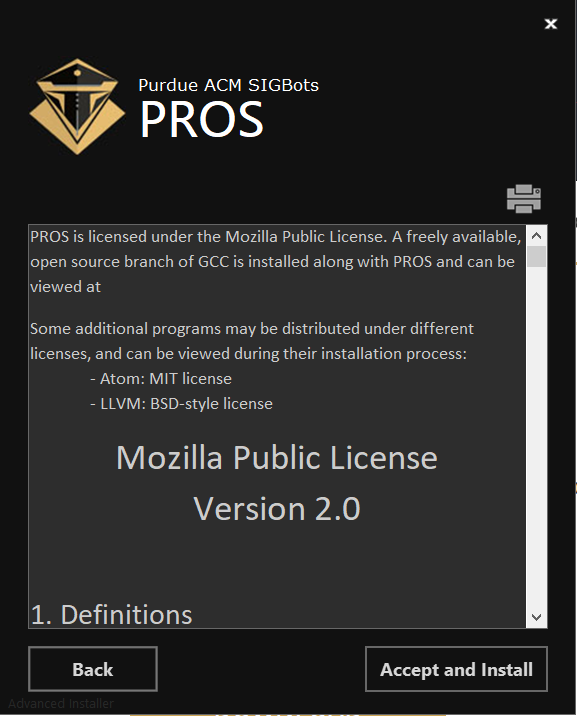 Purdue ACM SIGBots
PROS
PROS is licensed under the Mozilla Public License. A freely available,
open source branch of GCC is installed along with PROS and can be
viewed at
Some additional programs may be distributed under different
licenses, and can be viewed during their installation process:
- Atom: MIT license
- LLVM: BSD-style license
Mozilla Public License
Version 2.0
1. Definitions
Back
Accept and Install
Advanced Installer